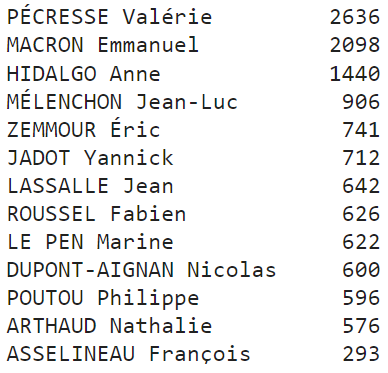 PÉCRESSE Valérie 2636
MACRON Emmanuel 2098
HIDALGO Anne 1440
MÉLENCHON Jean-Luc 906
ZEMMOUR Éric 741
JADOT Yannick 712
LASSALLE Jean 642
ROUSSEL Fabien 626
LE PEN Marine 622
DUPONT-AIGNAN Nicolas 600
POUTOU Philippe 596
ARTHAUD Nathalie 576
ASSELINEAU François 293